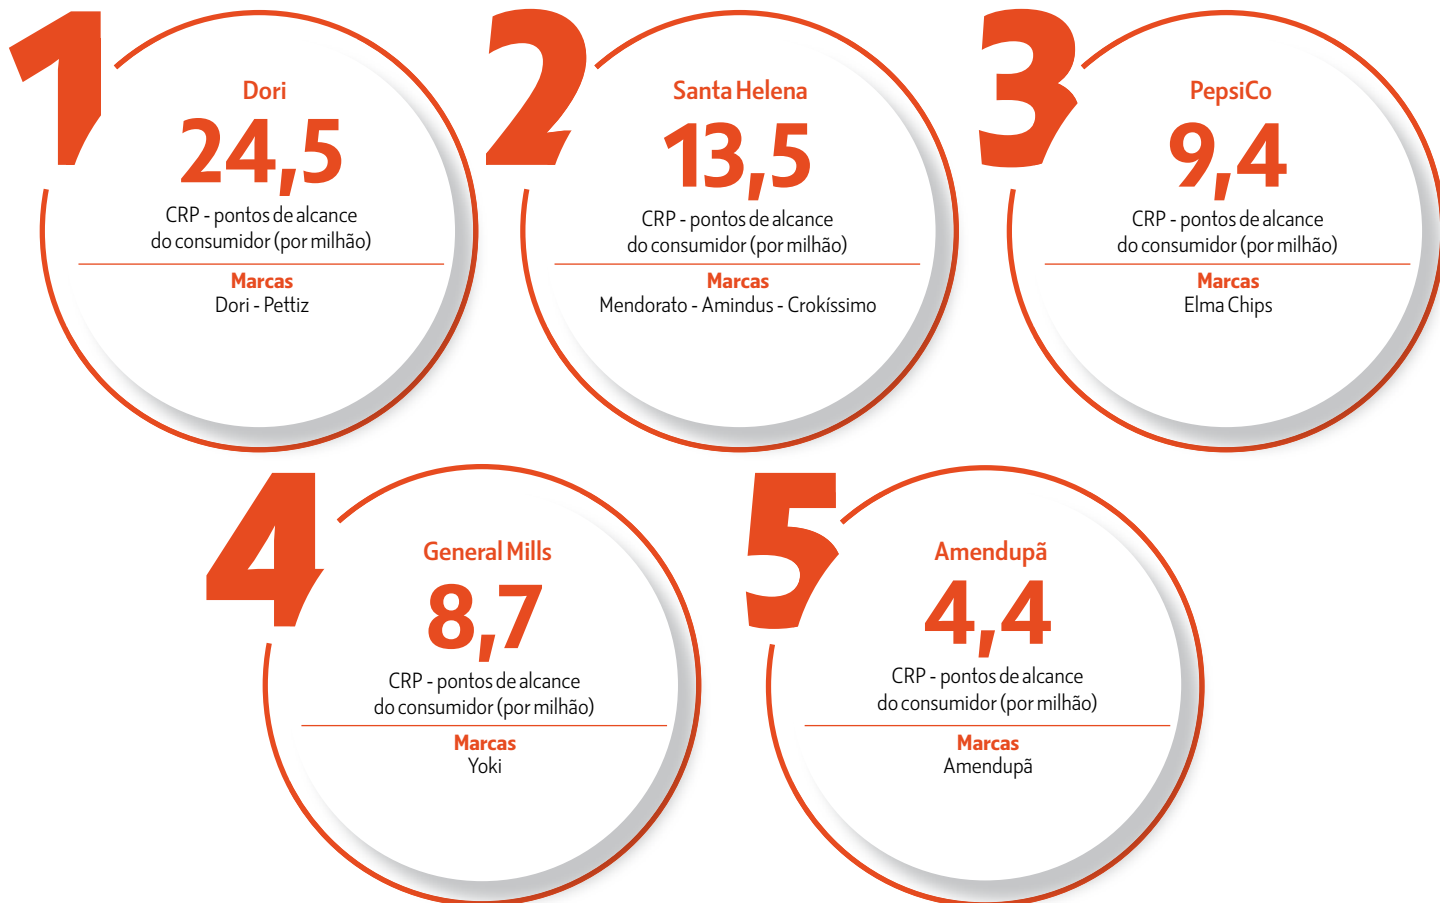 1
Dori
24,5
CRP - pontos de alcance
do consumidor (por milhão)
Marcas
Dori - Pettiz
2
Santa Helena
13,5
CRP - pontos de alcance
do consumidor (por milhão)
Marcas
Mendorato - Amindus - Crokíssimo
3
PepsiCo
9,4
CRP - pontos de alcance
do consumidor (por milhão)
Marcas
Elma Chips
4
General Mills
8,7
CRP - pontos de alcance
do consumidor (por milhão)
Marcas
Yoki
5
Amendupã
4,4
CRP - pontos de alcance
do consumidor (por milhão)
Marcas
Amendupã